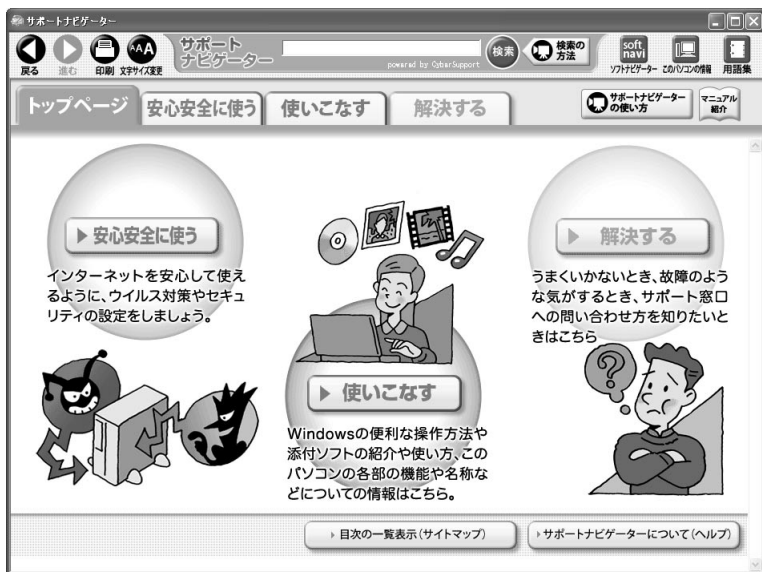 サポートナビゲーター
戻る 進む 印刷 AAA 文字サイズ変更 サポート ナビゲーター powered by CyberSupport 検索 検索の方法 soft navi ソフトナビゲーター このパソコンの情報 用語集
トップページ 安心安全に使う 使いこなす 解決する サポートナビゲーターの使い方 マニュアル紹介
安心安全に使う
インターネットを安心して使え
るように、ウイルス対策やセキュ
リティの設定をしましょう。
使いこなす
Windowsの便利な操作方法や
添付ソフトの紹介や使い方、この
パソコンの各部の機能や名称な
どについての情報はこちら。
解決する
うまくいかないとき、故障のよう
な気がするとき、サポート窓口
への問い合わせ方を知りたいと
きはこちら
?
目次の一覧表示(サイトマップ) サポートナビゲーターについて(ヘルプ)